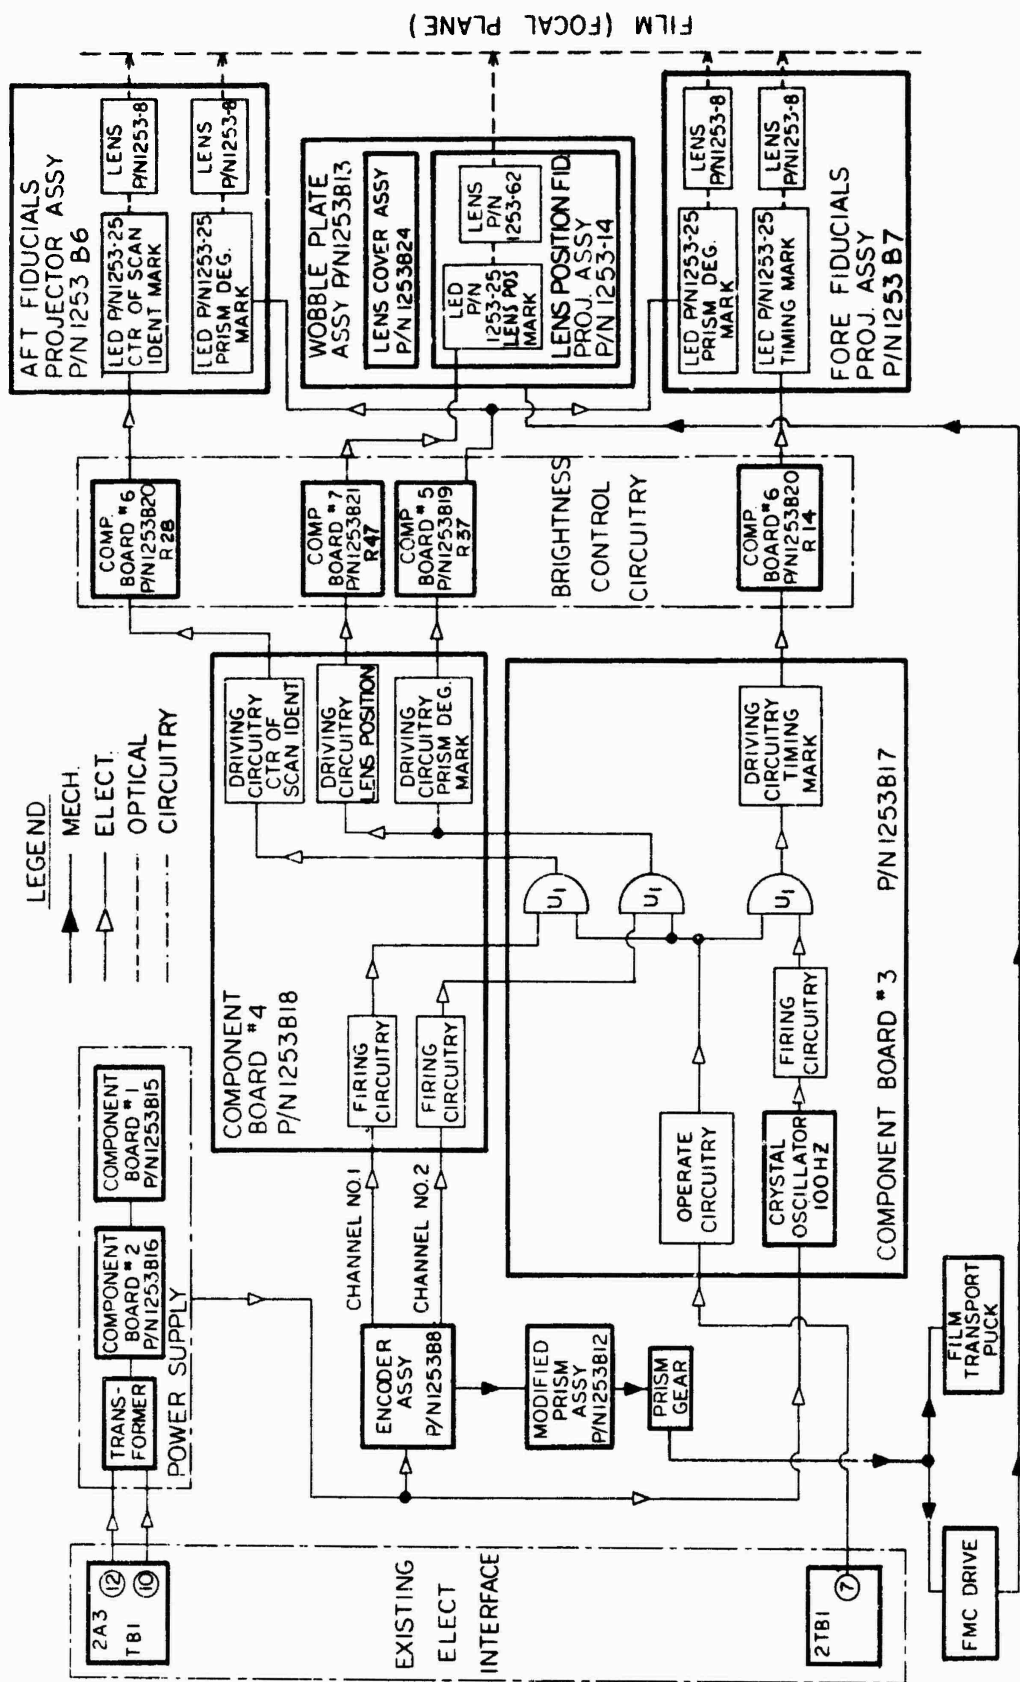 LEGEND
MECH.
ELECT.
OPTICAL
CIRCUITRY
2A3
TB1
12
10
EXISTING
ELECT
INTERFACE
2TB1
7
TRANS-
FORMER
COMPONENT
BOARD #2
P/N1253B16
COMPONENT
BOARD #1
P/N1253B15
POWER SUPPLY
ENCODER
ASSY
P/N1253B8
CHANNEL NO.1
CHANNEL NO.2
MODIFIED
PRISM
ASSY
P/N1253B12
PRISM
GEAR
FMC DRIVE
FILM
TRANSPORT
PUCK
COMPONENT
BOARD #4
P/N1253B18
FIRING
CIRCUITRY
FIRING
CIRCUITRY
DRIVING
CIRCUITRY
CTR OF
SCAN IDENT
DRIVING
CIRCUITRY
LENS POSITION
DRIVING
CIRCUITRY
PRISM DEG.
MARK
OPERATE
CIRCUITRY
CRYSTAL
OSCILLATOR
100HZ
FIRING
CIRCUITRY
U1
U1
U1
DRIVING
CIRCUITRY
TIMING
MARK
COMPONENT BOARD #3 P/N1253B17
COMP.
BOARD #6
P/N1253B20
R28
COMP
BOARD #7
P/N1253B21
R47
COMP
BOARD #5
P/N1253B19
R37
COMP.
BOARD #6
P/N1253B20
R14
BRIGHTNESS
CONTROL
CIRCUITRY
AFT FIDUCIALS
PROJECTOR ASSY
P/N 1253 B6
LED P/N1253-25
CTR OF SCAN
IDENT MARK
LENS
P/N1253-8
LED P/N1253-25
PRISM DEG.
MARK
LENS
P/N1253-8
WOBBLE PLATE
ASSY P/N1253B13
LENS COVER ASSY
P/N 1253B24
LED
P/N
1253-25
LENS POS
MARK
LENS
P/N
1253-62
LENS POSITION FID.
PROJ. ASSY
P/N 1253-14
LED P/N1253-25
PRISM DEG.
MARK
LENS
P/N1253-8
LED P/N1253-25
TIMING MARK
LENS
P/N1253-8
FORE FIDUCIALS
PROJ. ASSY
P/N1253 B7
FILM (FOCAL PLANE)